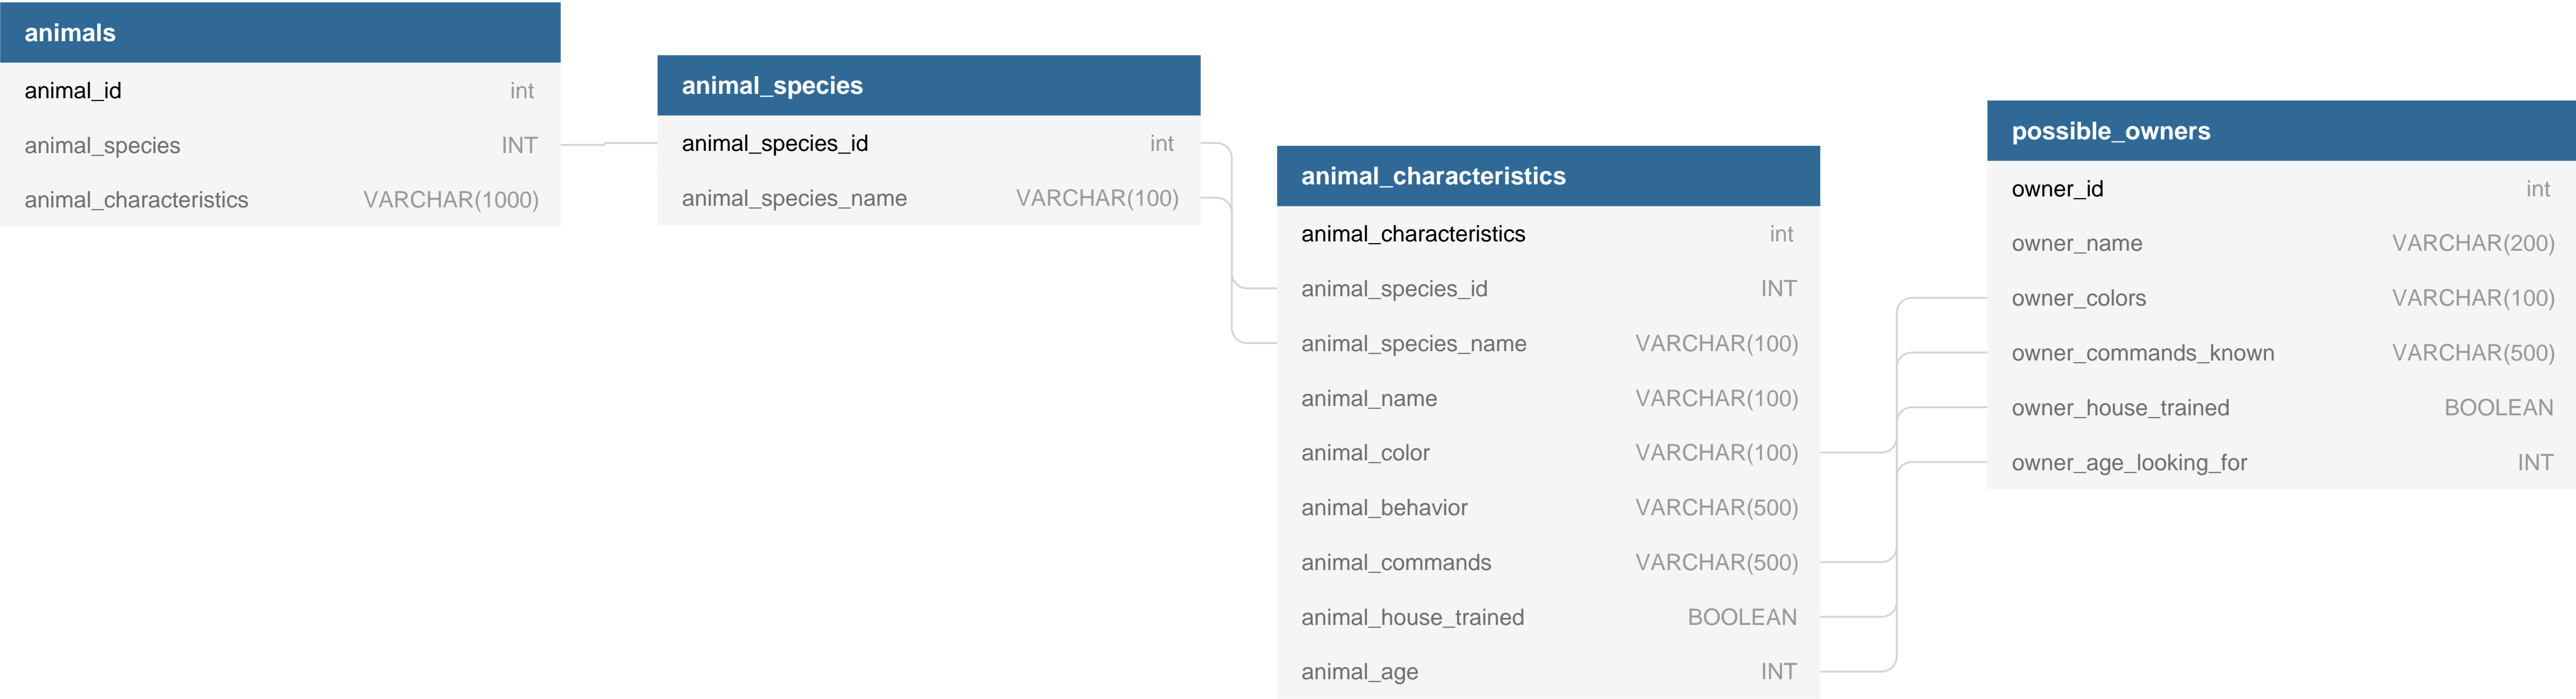 animals
animal_id int
animal_species INT
animal_characteristics VARCHAR(1000)
animal_species
animal_species_id int
animal_species_name VARCHAR(100)
animal_characteristics
animal_characteristics int
animal_species_id INT
animal_species_name VARCHAR(100)
animal_name VARCHAR(100)
animal_color VARCHAR(100)
animal_behavior VARCHAR(500)
animal_commands VARCHAR(500)
animal_house_trained BOOLEAN
animal_age INT
possible_owners
owner_id int
owner_name VARCHAR(200)
owner_colors VARCHAR(100)
owner_commands_known VARCHAR(500)
owner_house_trained BOOLEAN
owner_age_looking_for INT